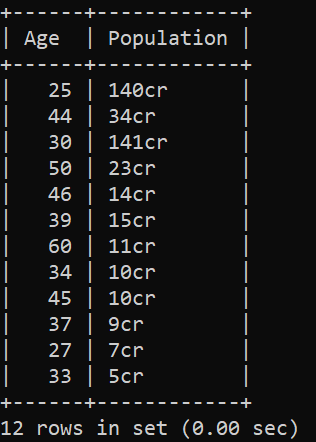 +------+------------+
| Age  | Population |
+------+------------+
|   25 | 140cr      |
|   44 | 34cr       |
|   30 | 141cr      |
|   50 | 23cr       |
|   46 | 14cr       |
|   39 | 15cr       |
|   60 | 11cr       |
|   34 | 10cr       |
|   45 | 10cr       |
|   37 | 9cr        |
|   27 | 7cr        |
|   33 | 5cr        |
+------+------------+
12 rows in set (0.00 sec)